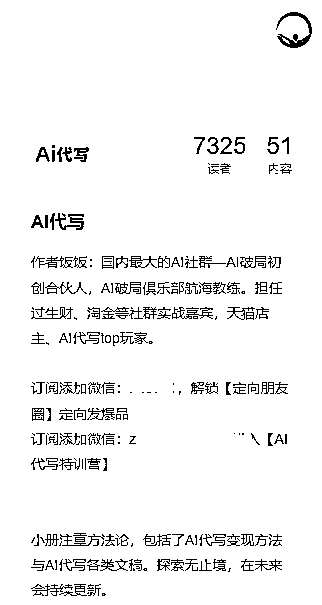 Ai代写
7325 51
读者 内容
AI代写
作者饭饭：国内最大的AI社群—AI破局初
创合伙人，AI破局俱乐部航海教练。担任
过生财、淘金等社群实战嘉宾，天猫店
主、AI代写top玩家。
订阅添加微信：，解锁【定向朋友
圈】定向发爆品
订阅添加微信：z 【AI
代写特训营】
小册注重方法论，包括了AI代写变现方法
与AI代写各类文稿。探索无止境，在未来
会持续更新。